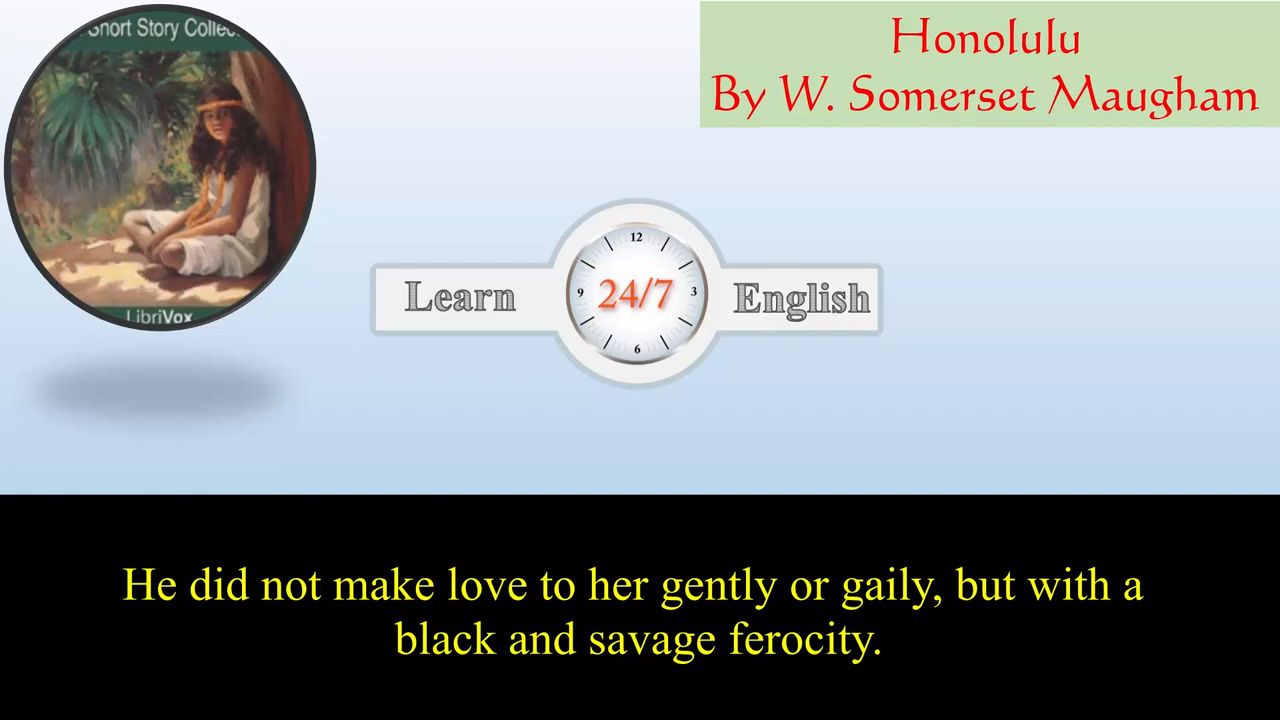 Short Story Collec
Honolulu
By W. Somerset Maugham
12
Learn 9 24/7 3 English
6
LibriVox
He did not make love to her gently or gaily, but with a
black and savage ferocity.